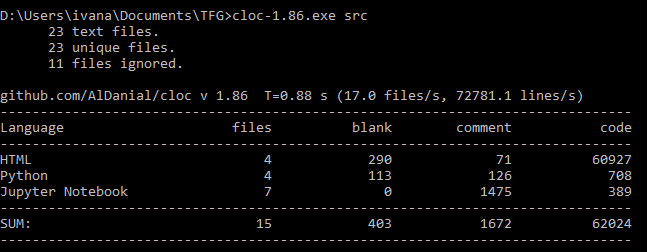 D:\Users\ivana\Documents\TFG>cloc-1.86.exe src
      23 text files.
      23 unique files.
      11 files ignored.

github.com/AlDanial/cloc v 1.86  T=0.88 s (17.0 files/s, 72781.1 lines/s)
-------------------------------------------------------------------------------
Language                     files          blank        comment           code
-------------------------------------------------------------------------------
HTML                             4            290             71          60927
Python                           4            113            126            708
Jupyter Notebook                 7              0           1475            389
-------------------------------------------------------------------------------
SUM:                            15            403           1672          62024
-------------------------------------------------------------------------------